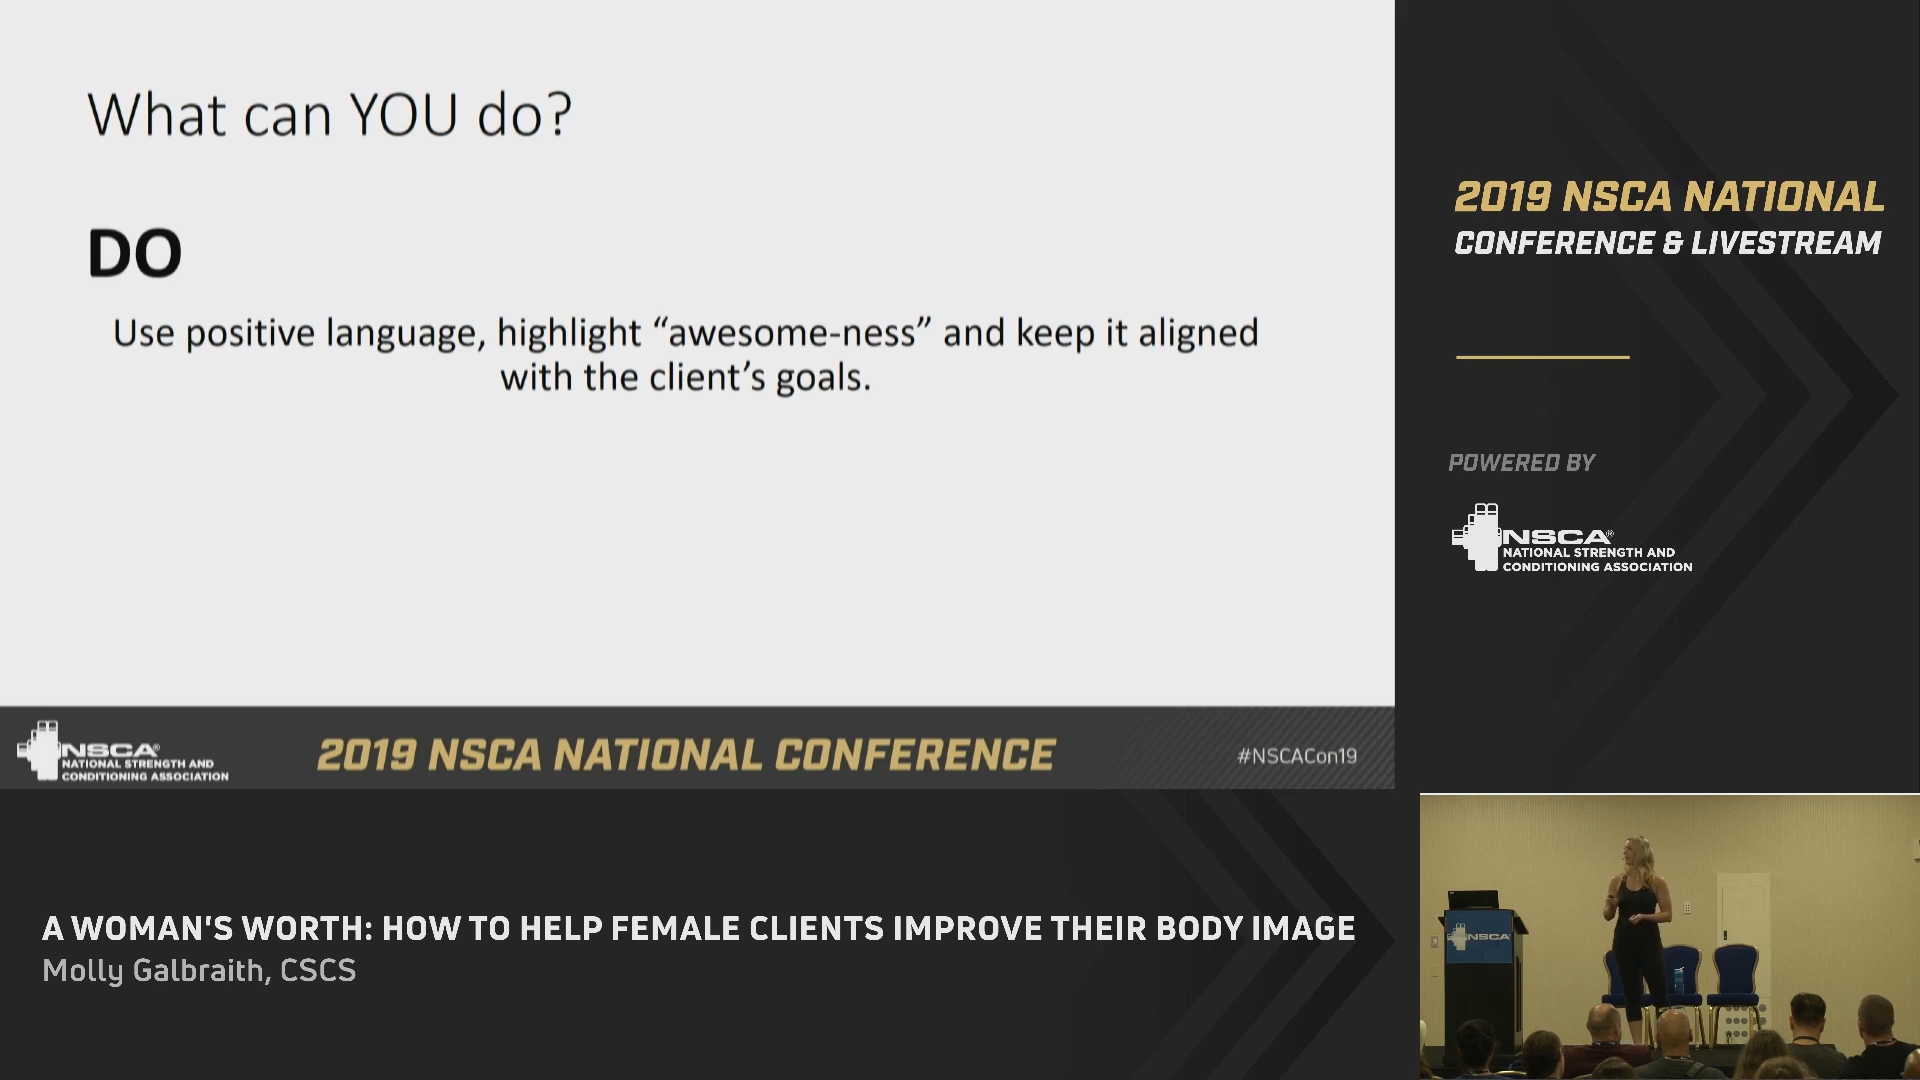 What can YOU do?
DO
Use positive language, highlight “awesome-ness” and keep it aligned
with the client’s goals.
NSCA®
NATIONAL STRENGTH AND
CONDITIONING ASSOCIATION
2019 NSCA NATIONAL CONFERENCE
#NSCACon19
2019 NSCA NATIONAL
CONFERENCE & LIVESTREAM
POWERED BY
NSCA®
NATIONAL STRENGTH AND
CONDITIONING ASSOCIATION
A WOMAN'S WORTH: HOW TO HELP FEMALE CLIENTS IMPROVE THEIR BODY IMAGE
Molly Galbraith, CSCS
NSCA